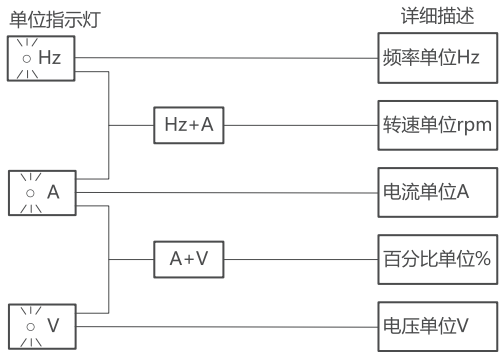 单位指示灯
详细描述
Hz
频率单位Hz
Hz+A
转速单位rpm
A
电流单位A
A+V
百分比单位%
V
电压单位V